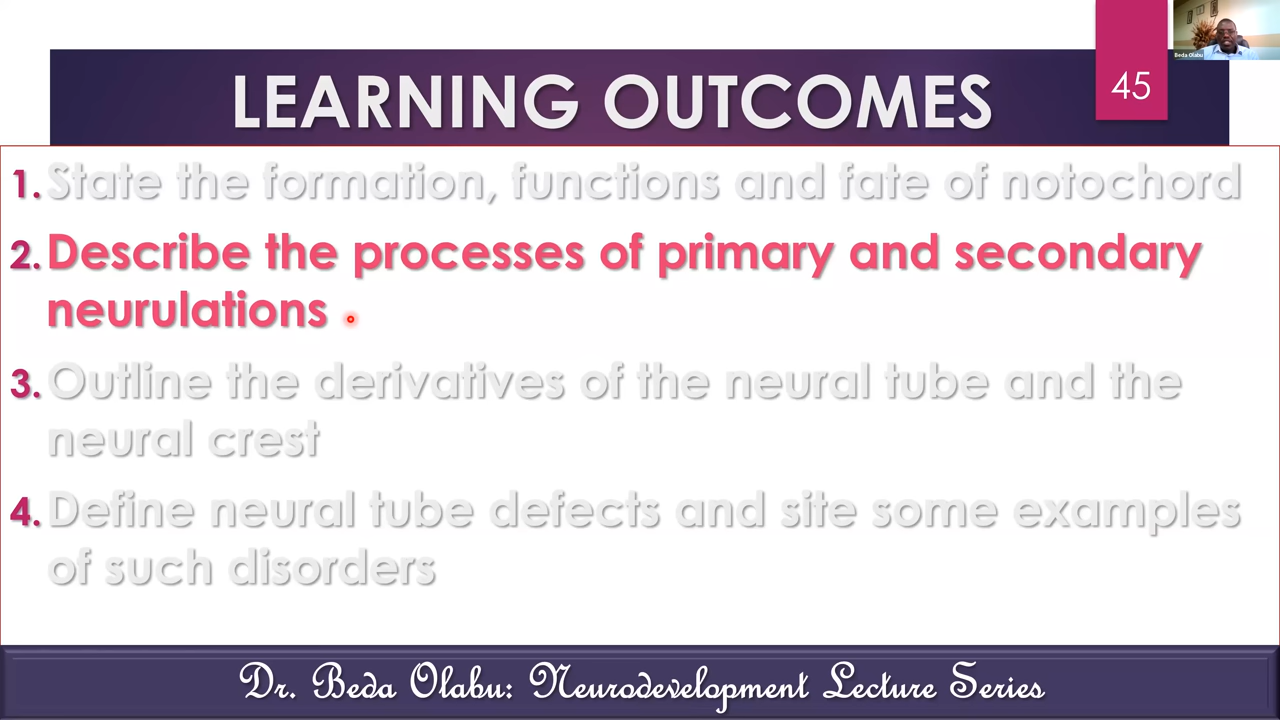 LEARNING OUTCOMES
45
Beda Olabu
1. State the formation, functions and fate of notochord
2. Describe the processes of primary and secondary
neurulations .
3. Outline the derivatives of the neural tube and the
neural crest
4. Define neural tube defects and site some examples
of such disorders
Dr. Beda Olabu: Neurodevelopment Lecture Series